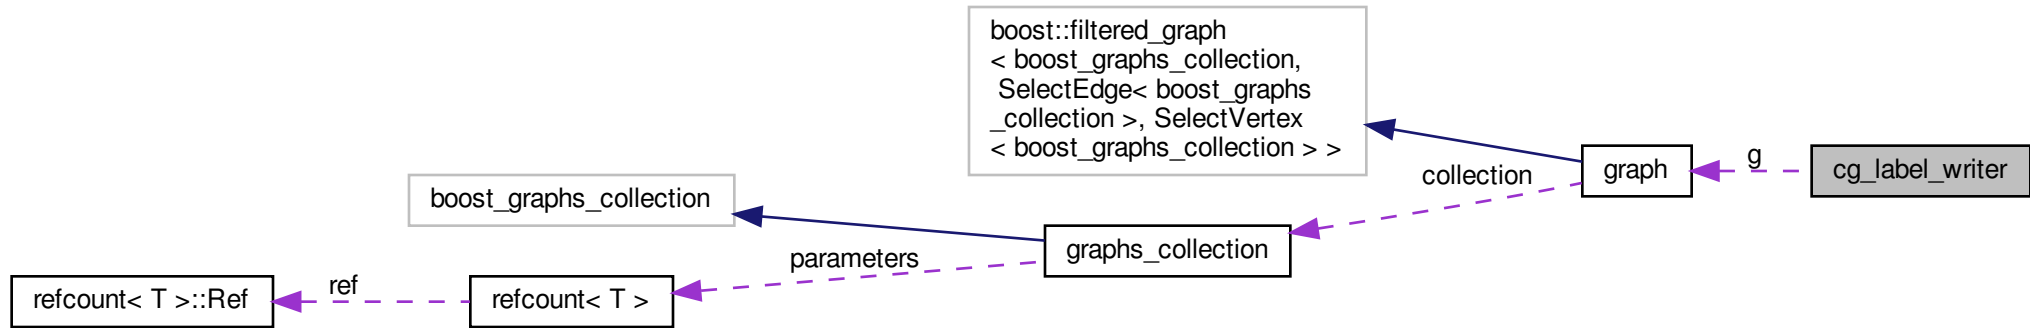 boost::filtered_graph
< boost_graphs_collection,
SelectEdge< boost_graphs
_collection >, SelectVertex
< boost_graphs_collection > >
graph
g
cg_label_writer
collection
boost_graphs_collection
graphs_collection
parameters
refcount< T >::Ref
ref
refcount< T >